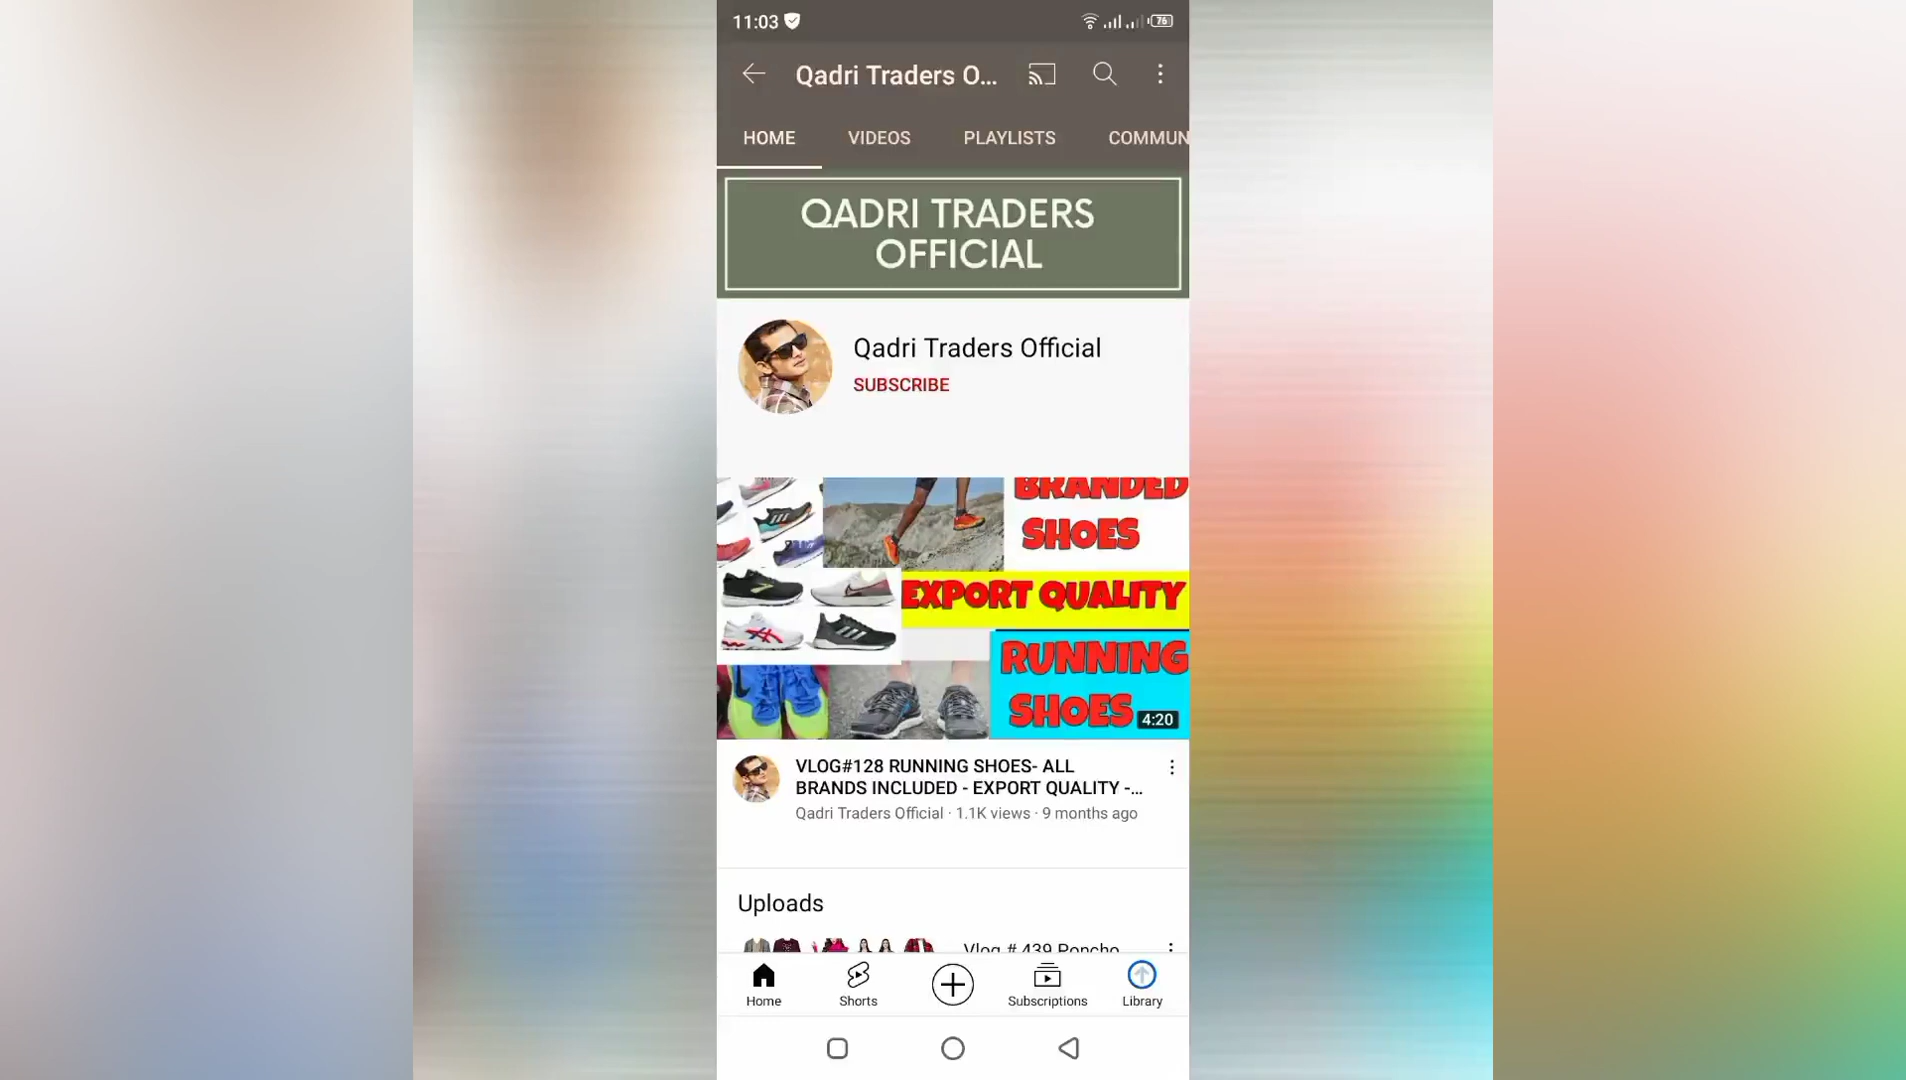 11:03
76
Qadri Traders O...
HOME
VIDEOS
PLAYLISTS
COMMUN
QADRI TRADERS
OFFICIAL
Qadri Traders Official
SUBSCRIBE
BRANDED
SHOES
EXPORT QUALITY
RUNNING
SHOES
4:20
VLOG#128 RUNNING SHOES- ALL
BRANDS INCLUDED - EXPORT QUALITY -...
Qadri Traders Official · 1.1K views · 9 months ago
Uploads
Vlog # 439 Poncho
Home
Shorts
Subscriptions
Library